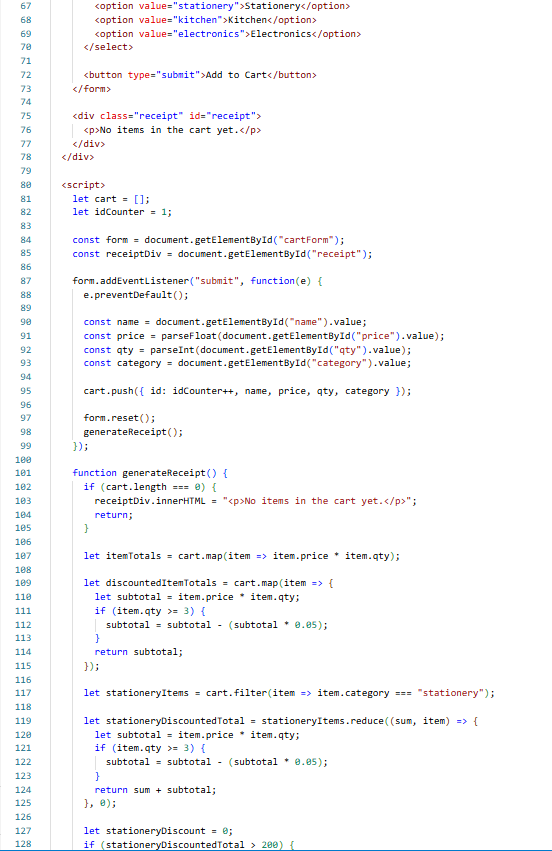 67 <option value="stationery">Stationery</option>
68 <option value="kitchen">Kitchen</option>
69 <option value="electronics">Electronics</option>
70 </select>
71
72 <button type="submit">Add to Cart</button>
73 </form>
74
75 <div class="receipt" id="receipt">
76 <p>No items in the cart yet.</p>
77 </div>
78 </div>
79
80 <script>
81 let cart = [];
82 let idCounter = 1;
83
84 const form = document.getElementById("cartForm");
85 const receiptDiv = document.getElementById("receipt");
86
87 form.addEventListener("submit", function(e) {
88 e.preventDefault();
89
90 const name = document.getElementById("name").value;
91 const price = parseFloat(document.getElementById("price").value);
92 const qty = parseInt(document.getElementById("qty").value);
93 const category = document.getElementById("category").value;
94
95 cart.push({ id: idCounter++, name, price, qty, category });
96
97 form.reset();
98 generateReceipt();
99 });
100
101 function generateReceipt() {
102 if (cart.length === 0) {
103 receiptDiv.innerHTML = "<p>No items in the cart yet.</p>";
104 return;
105 }
106
107 let itemTotals = cart.map(item => item.price * item.qty);
108
109 let discountedItemTotals = cart.map(item => {
110 let subtotal = item.price * item.qty;
111 if (item.qty >= 3) {
112 subtotal = subtotal - (subtotal * 0.05);
113 }
114 return subtotal;
115 });
116
117 let stationeryItems = cart.filter(item => item.category === "stationery");
118
119 let stationeryDiscountedTotal = stationeryItems.reduce((sum, item) => {
120 let subtotal = item.price * item.qty;
121 if (item.qty >= 3) {
122 subtotal = subtotal - (subtotal * 0.05);
123 }
124 return sum + subtotal;
125 }, 0);
126
127 let stationeryDiscount = 0;
128 if (stationeryDiscountedTotal > 200) {